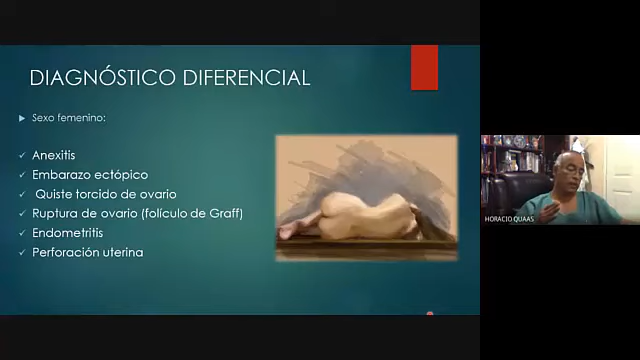 DIAGNÓSTICO DIFERENCIAL
Sexo femenino:
Anexitis
Embarazo ectópico
Quiste torcido de ovario
Ruptura de ovario (folículo de Graff)
Endometritis
Perforación uterina
HORACIO QUAAS